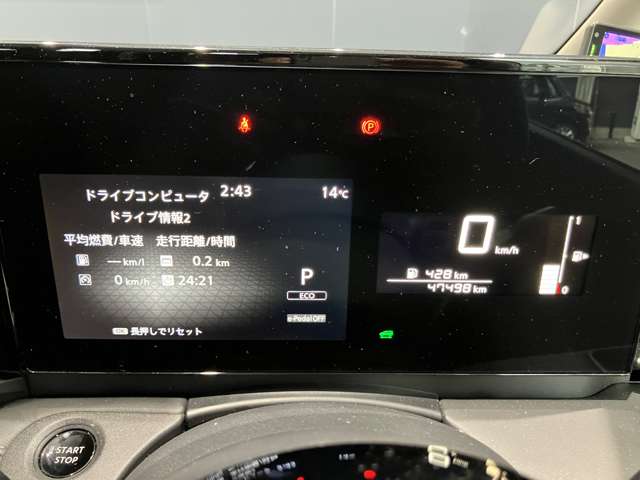 ドライブコンピュータ 2:43 14℃
ドライブ情報2
平均燃費/車速 走行距離/時間
--- km/l 0.2 km
0 km/h 24:21
P
ECO
e-Pedal OFF
OK 長押しでリセット
P
0 km/h
428 km
47498 km
1
0
START
STOP